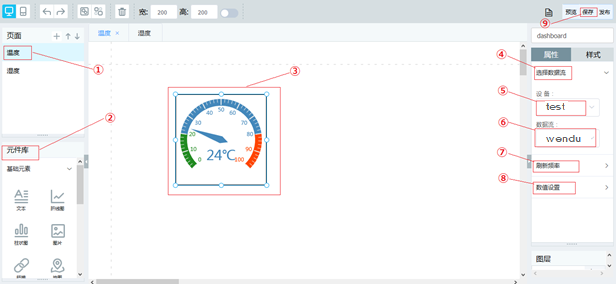 宽: 200 高: 200
⑨ 预览 保存 发布
页面
温度 × 湿度
dashboard
温度
①
湿度
②
元件库
基础元素
文本 折线图
柱状图 图片
③
0 10 20 30 40 50 60 70 80 90 100
24℃
属性 样式
④ 选择数据流
设备:
⑤ test
数据流:
⑥ wendu
⑦ 刷新频率
⑧ 数值设置
图层